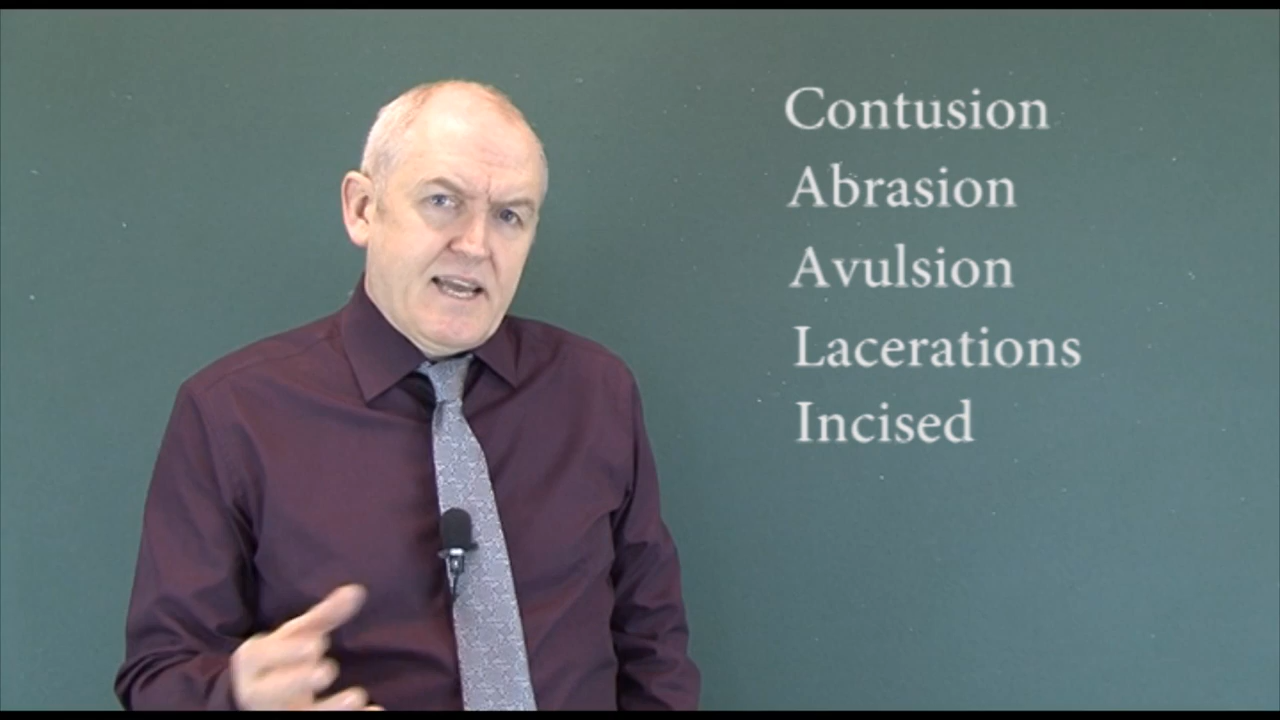 Contusion
Abrasion
Avulsion
Lacerations
Incised